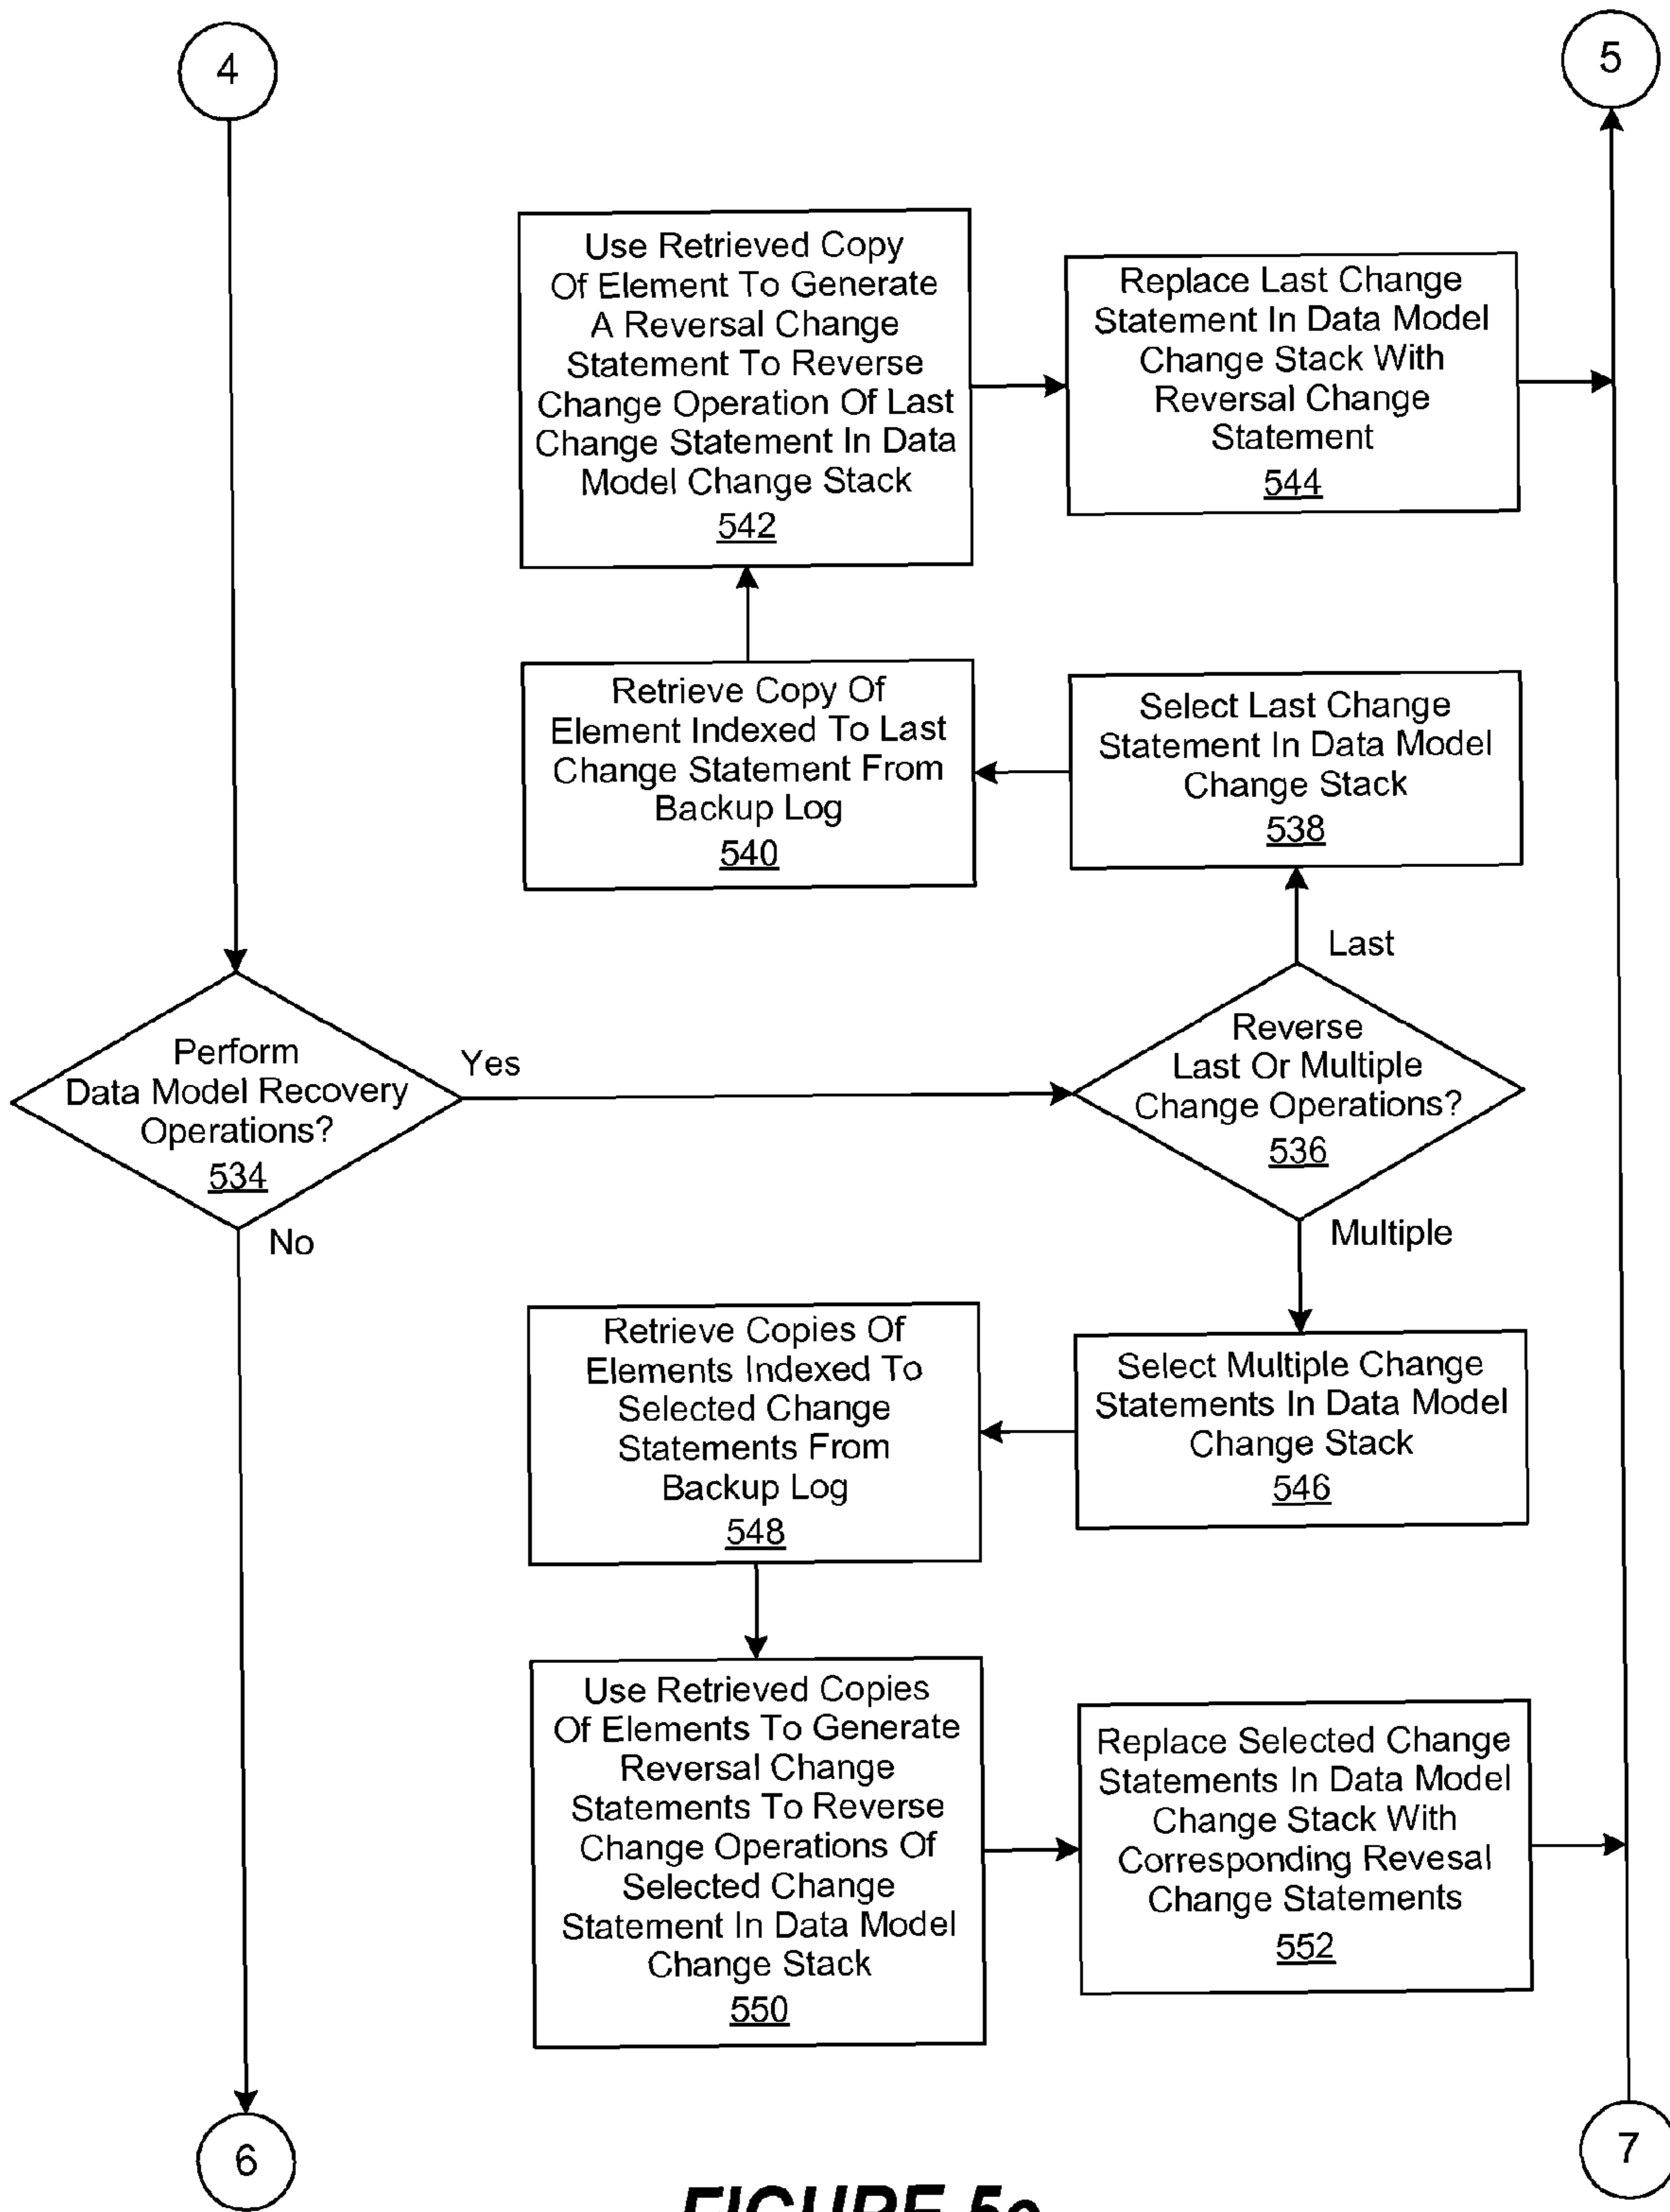 4
5
Use Retrieved Copy
Of Element To Generate
A Reversal Change
Statement To Reverse
Change Operation Of Last
Change Statement In Data
Model Change Stack
542
Replace Last Change
Statement In Data Model
Change Stack With
Reversal Change
Statement
544
Retrieve Copy Of
Element Indexed To Last
Change Statement From
Backup Log
540
Select Last Change
Statement In Data Model
Change Stack
538
Last
Perform
Data Model Recovery
Operations?
534
Yes
Reverse
Last Or Multiple
Change Operations?
536
No
Multiple
Retrieve Copies Of
Elements Indexed To
Selected Change
Statements From
Backup Log
548
Select Multiple Change
Statements In Data Model
Change Stack
546
Use Retrieved Copies
Of Elements To Generate
Reversal Change
Statements To Reverse
Change Operations Of
Selected Change
Statement In Data Model
Change Stack
550
Replace Selected Change
Statements In Data Model
Change Stack With
Corresponding Revesal
Change Statements
552
6
7
FIGURE